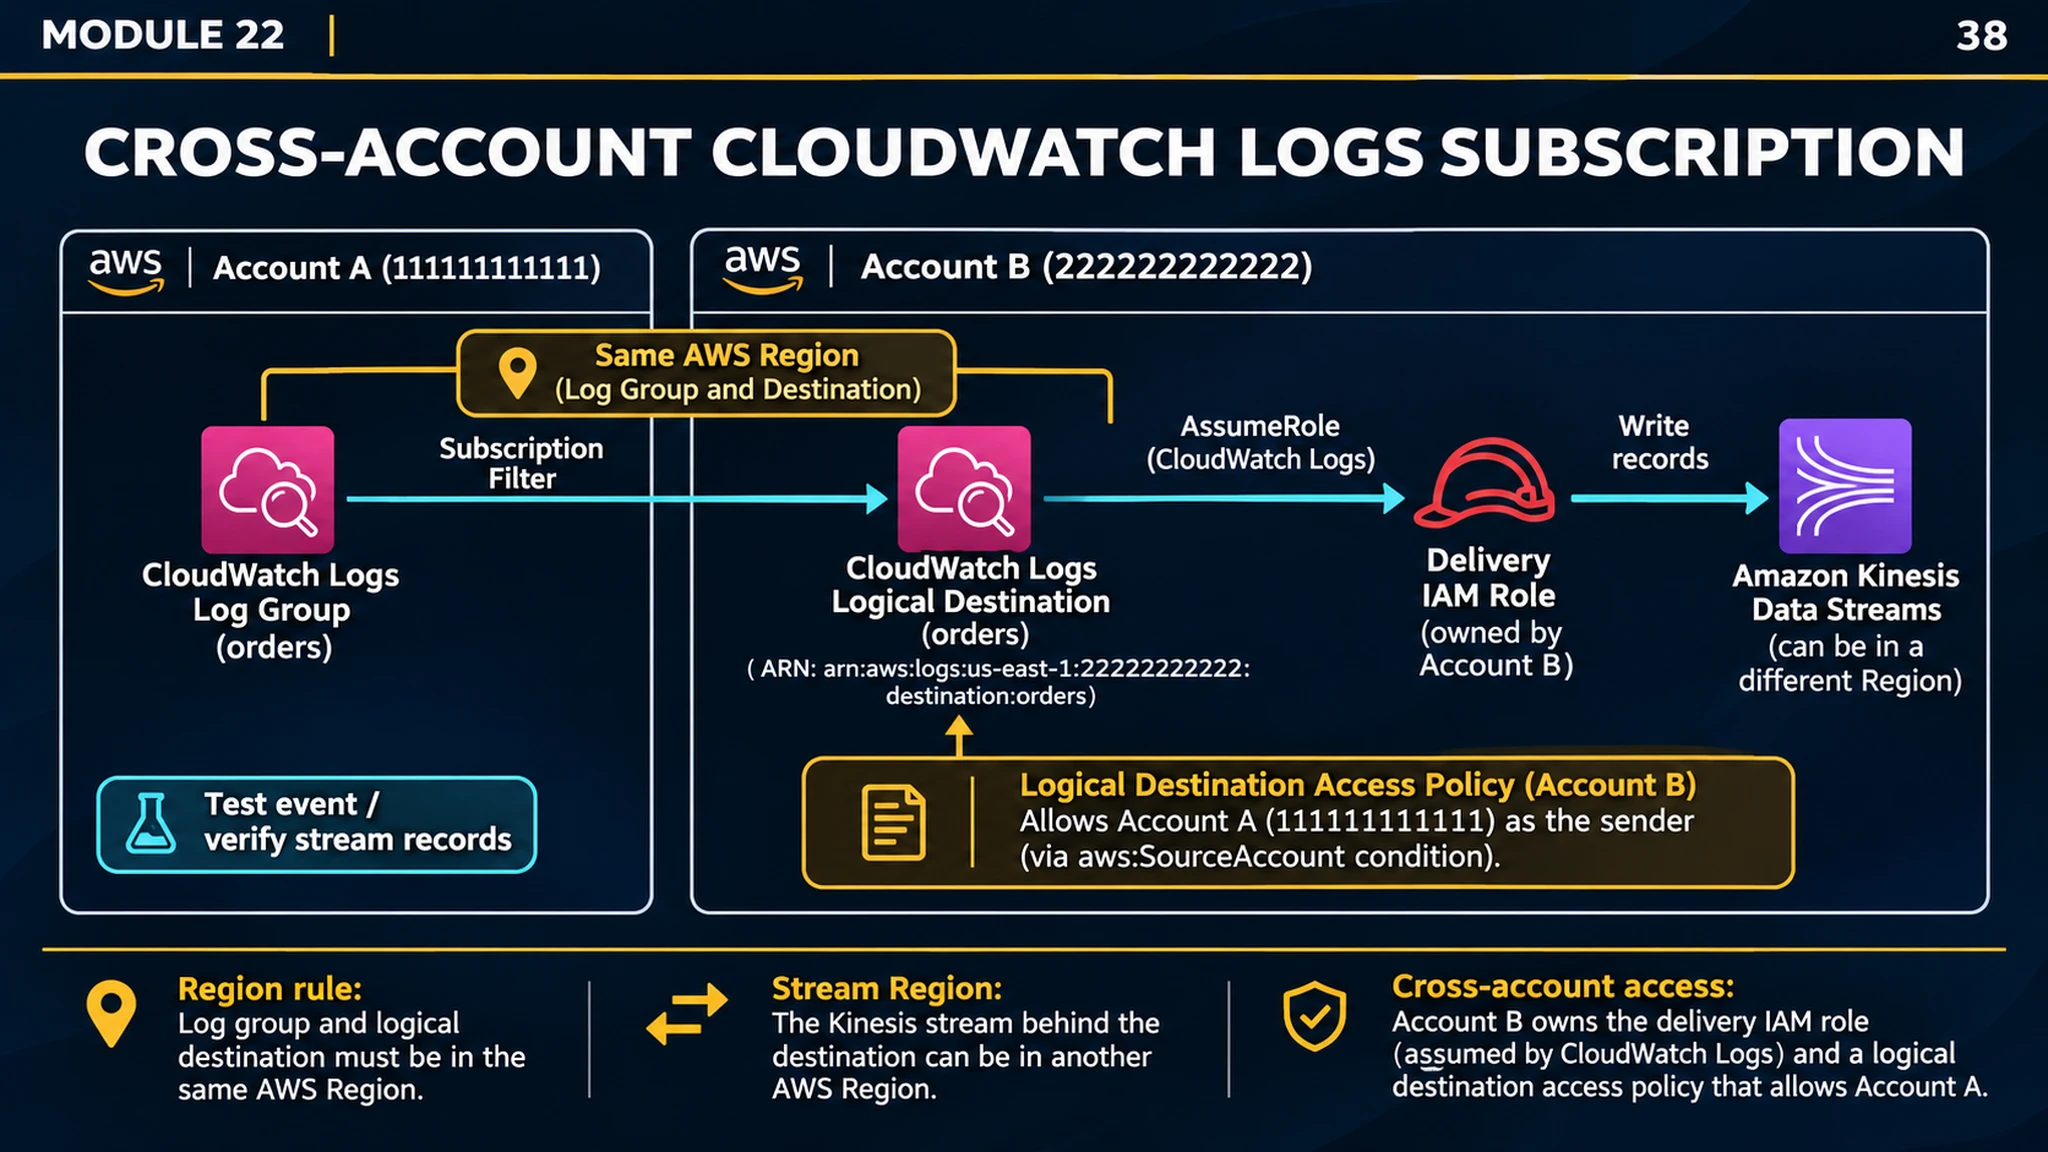 MODULE 22
38
CROSS-ACCOUNT CLOUDWATCH LOGS SUBSCRIPTION
aws
Account A (111111111111)
aws
Account B (222222222222)
Same AWS Region
(Log Group and Destination)
Subscription
Filter
AssumeRole
(CloudWatch Logs)
Write
records
CloudWatch Logs
Log Group
(orders)
CloudWatch Logs
Logical Destination
(orders)
( ARN: arn:aws:logs:us-east-1:22222222222:
destination:orders)
Delivery
IAM Role
(owned by
Account B)
Amazon Kinesis
Data Streams
(can be in a
different Region)
Test event /
verify stream records
Logical Destination Access Policy (Account B)
Allows Account A (111111111111) as the sender
(via aws:SourceAccount condition).
Region rule:
Log group and logical
destination must be in the
same AWS Region.
Stream Region:
The Kinesis stream behind the
destination can be in another
AWS Region.
Cross-account access:
Account B owns the delivery IAM role
(assumed by CloudWatch Logs) and a logical
destination access policy that allows Account A.